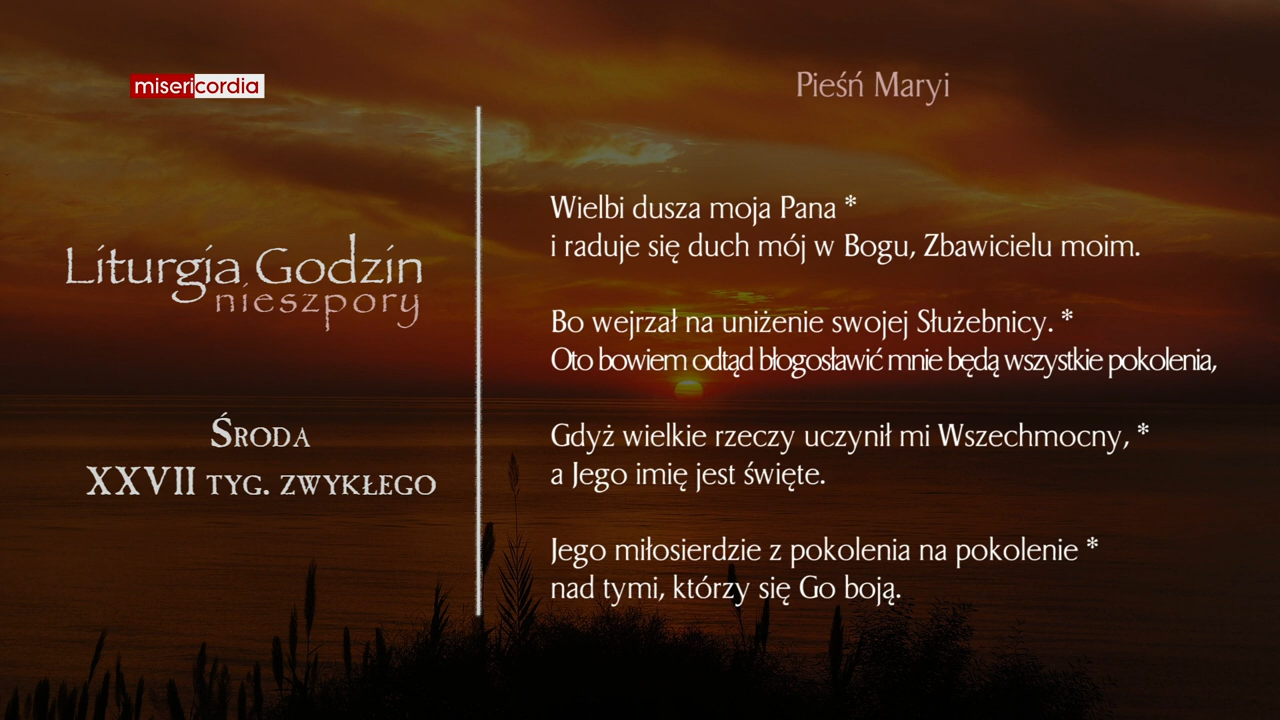 misericordia
Liturgia Godzin
nieszpory
Środa
XXVII tyg. zwykłego
Pieśń Maryi
Wielbi dusza moja Pana *
i raduje się duch mój w Bogu, Zbawicielu moim.
Bo wejrzał na uniżenie swojej Służebnicy. *
Oto bowiem odtąd błogosławić mnie będą wszystkie pokolenia,
Gdyż wielkie rzeczy uczynił mi Wszechmocny, *
a Jego imię jest święte.
Jego miłosierdzie z pokolenia na pokolenie *
nad tymi, którzy się Go boją.